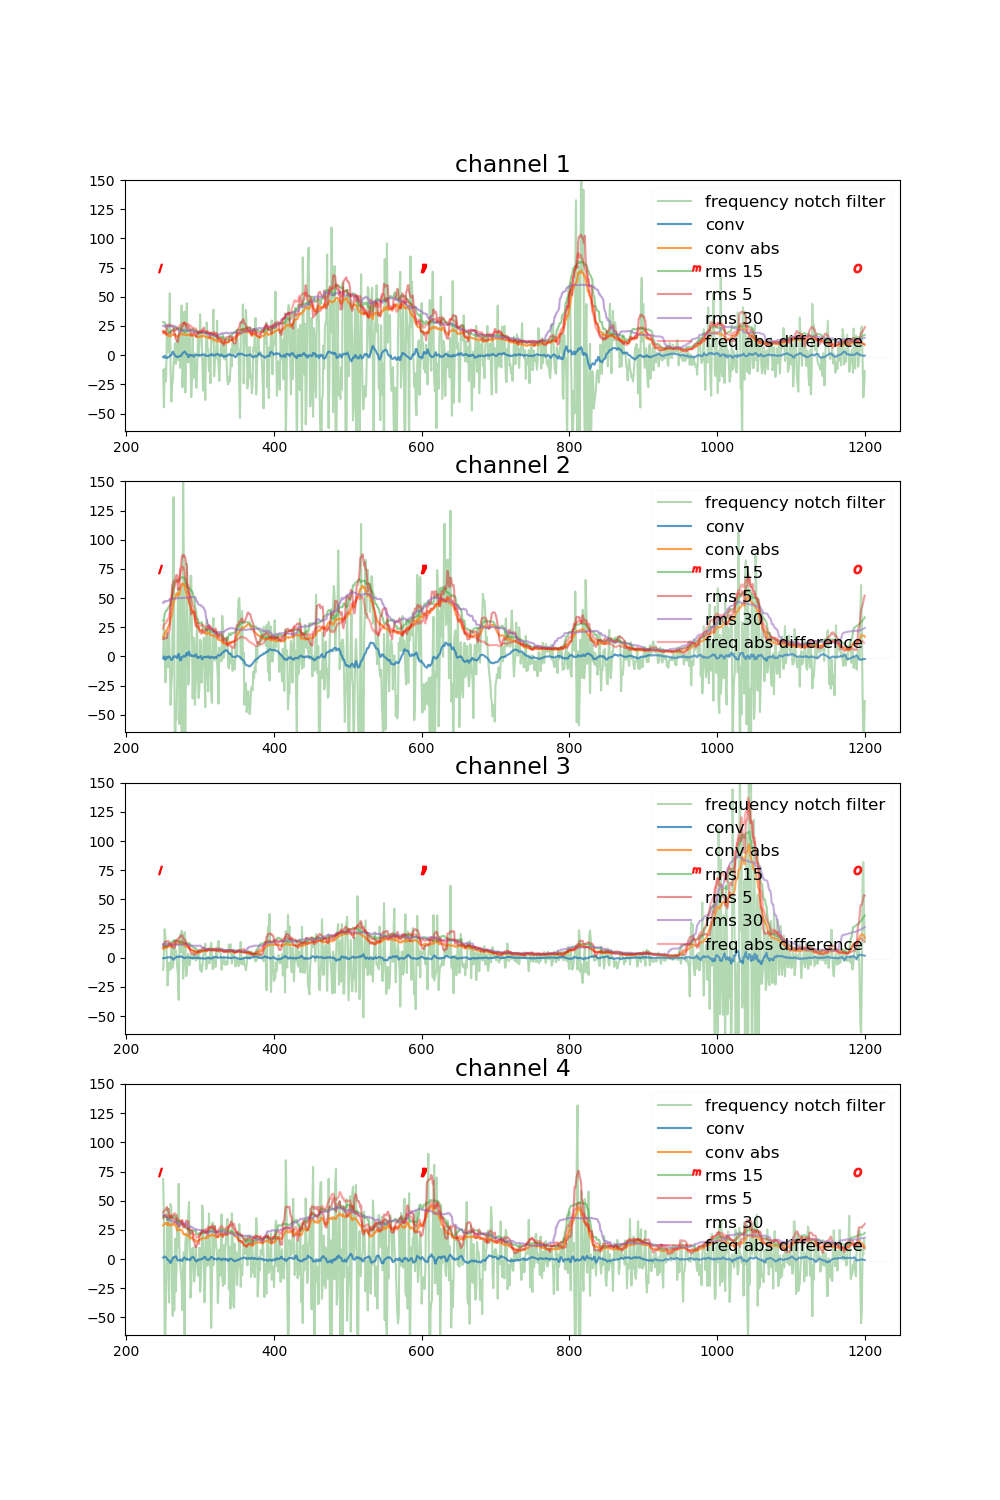 channel 1
150
125
100
75
50
25
0
−25
−50
frequency notch filter
conv
conv abs
rms 15
rms 5
rms 30
freq abs difference
/
,
m
o
200 400 600 800 1000 1200
channel 2
150
125
100
75
50
25
0
−25
−50
frequency notch filter
conv
conv abs
rms 15
rms 5
rms 30
freq abs difference
/
,
m
o
200 400 600 800 1000 1200
channel 3
150
125
100
75
50
25
0
−25
−50
frequency notch filter
conv
conv abs
rms 15
rms 5
rms 30
freq abs difference
/
,
m
o
200 400 600 800 1000 1200
channel 4
150
125
100
75
50
25
0
−25
−50
frequency notch filter
conv
conv abs
rms 15
rms 5
rms 30
freq abs difference
/
,
m
o
200 400 600 800 1000 1200